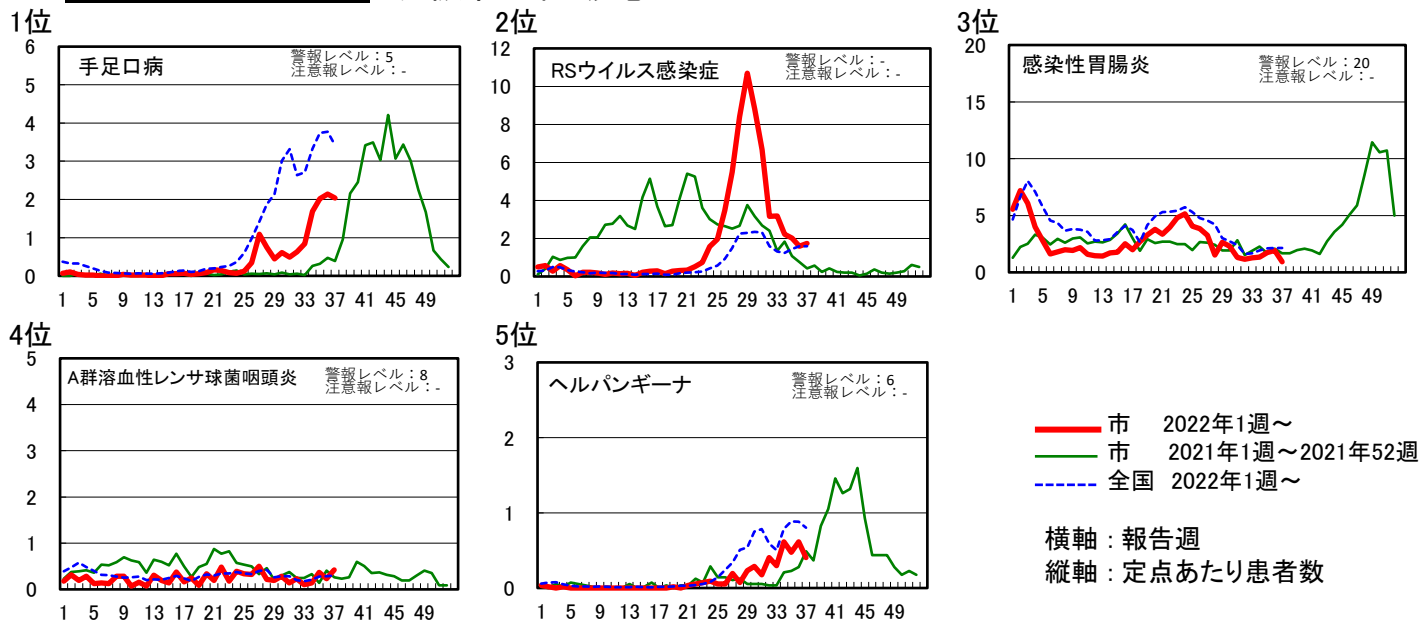 1位
手足口病
警報レベル：5
注意報レベル：-
6
5
4
3
2
1
0
1 5 9 13 17 21 25 29 33 37 41 45 49
2位
RSウイルス感染症
警報レベル：-
注意報レベル：-
12
10
8
6
4
2
0
1 5 9 13 17 21 25 29 33 37 41 45 49
3位
感染性胃腸炎
警報レベル：20
注意報レベル：-
20
15
10
5
0
1 5 9 13 17 21 25 29 33 37 41 45 49
4位
A群溶血性レンサ球菌咽頭炎
警報レベル：8
注意報レベル：-
5
4
3
2
1
0
1 5 9 13 17 21 25 29 33 37 41 45 49
5位
ヘルパンギーナ
警報レベル：6
注意報レベル：-
3
2
1
0
1 5 9 13 17 21 25 29 33 37 41 45 49
市 2022年1週～
市 2021年1週～2021年52週
全国 2022年1週～
横軸：報告週
縦軸：定点あたり患者数